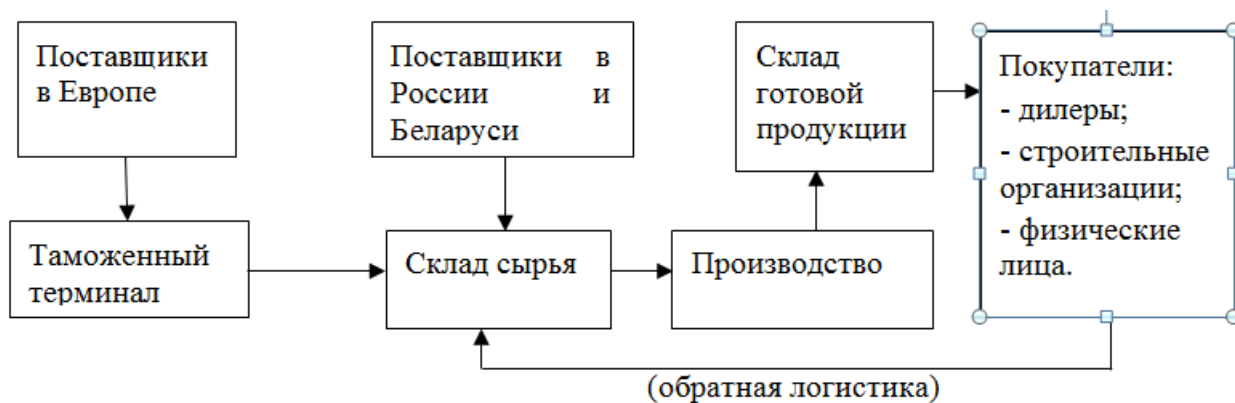 Поставщики
в Европе
Поставщики в
России и
Беларуси
Склад
готовой
продукции
Покупатели:
- дилеры;
- строительные
организации;
- физические
лица.
Таможенный
терминал
Склад сырья
Производство
(обратная логистика)